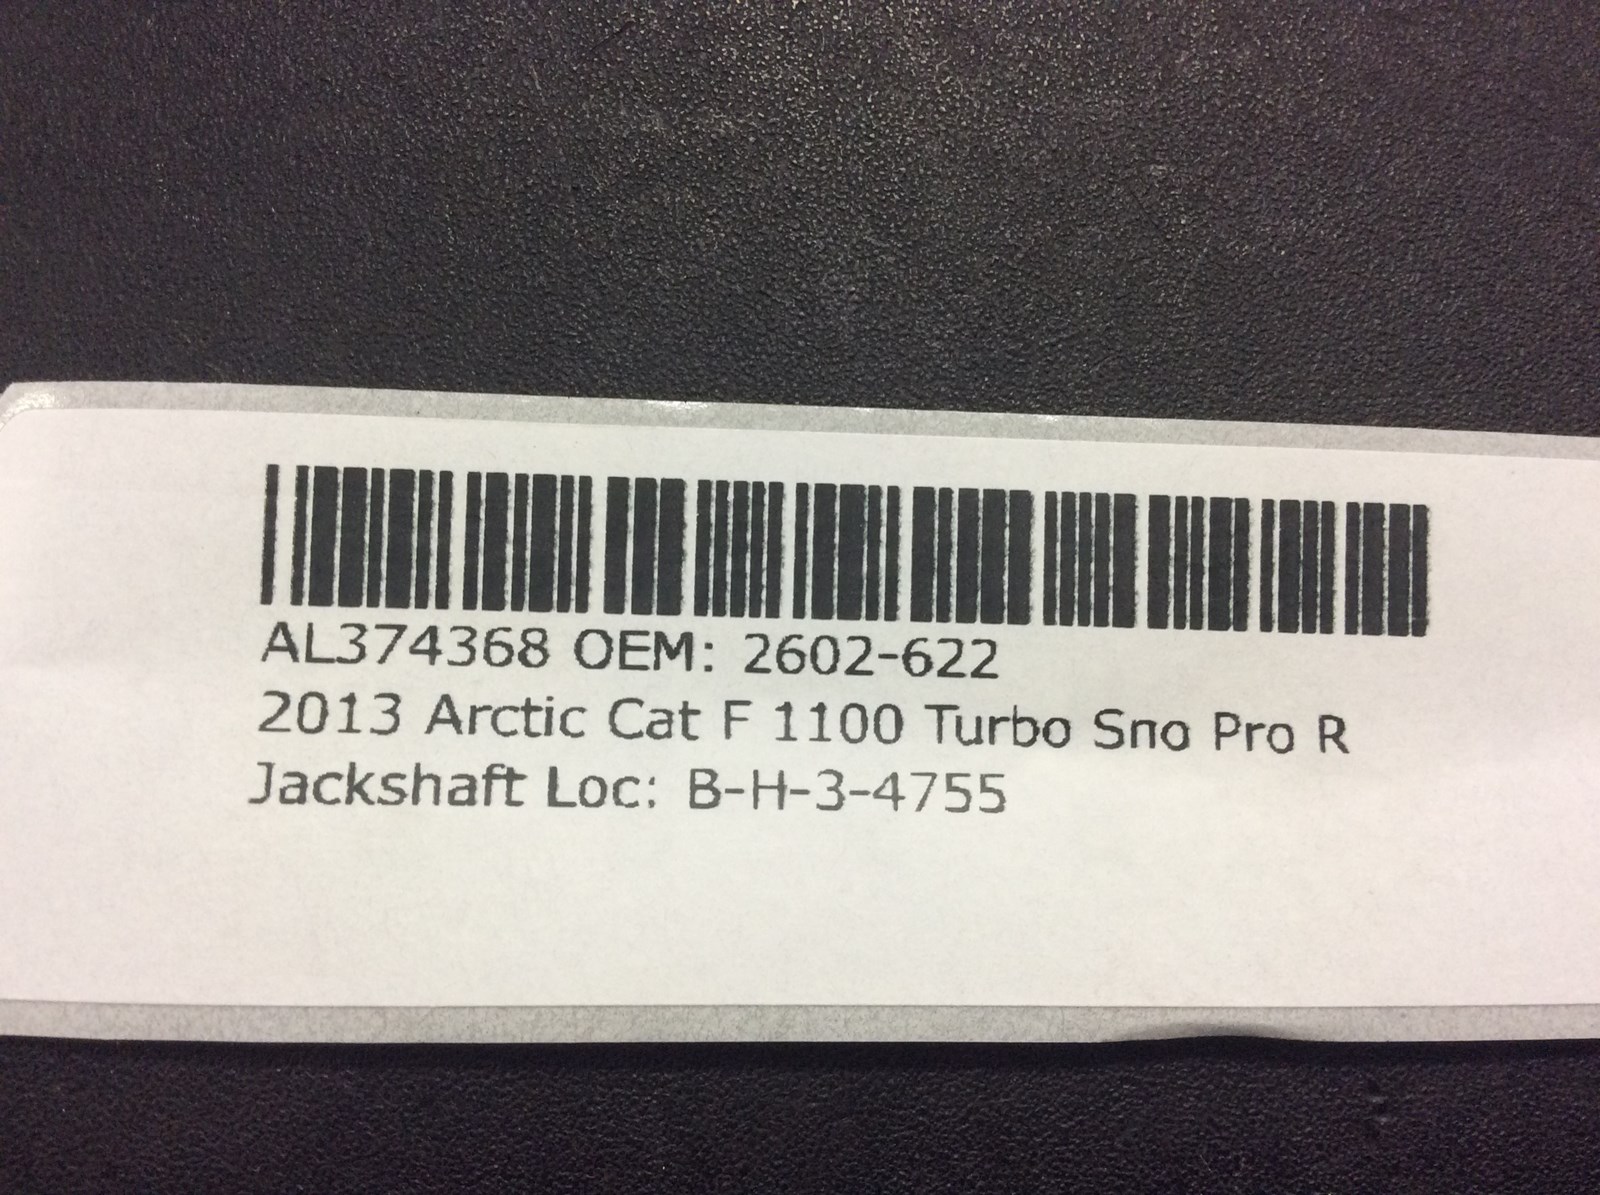 AL374368 OEM: 2602-622
2013 Arctic Cat F 1100 Turbo Sno Pro R
Jackshaft Loc: B-H-3-4755